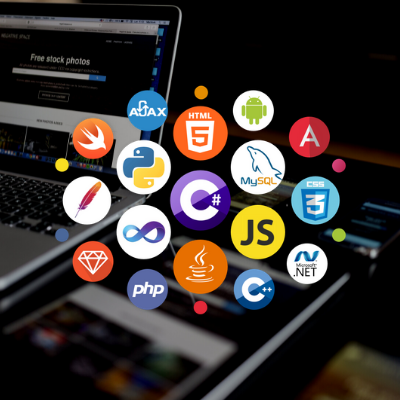 Free stock photos
AJAX
HTML
5
A
MySQL
C#
CSS
3
JS
Microsoft
.NET
php
C++